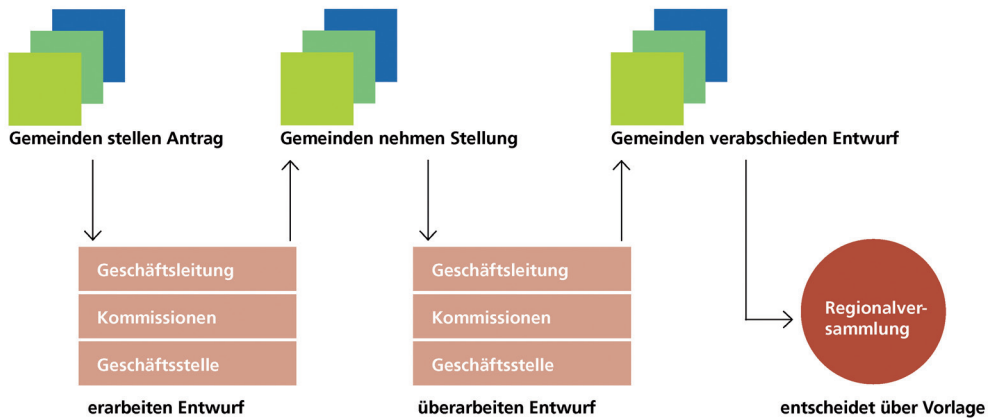 Gemeinden stellen Antrag
Gemeinden nehmen Stellung
Gemeinden verabschieden Entwurf
Geschäftsleitung
Kommissionen
Geschäftsstelle
erarbeiten Entwurf
Geschäftsleitung
Kommissionen
Geschäftsstelle
überarbeiten Entwurf
Regionalver-
sammlung
entscheidet über Vorlage